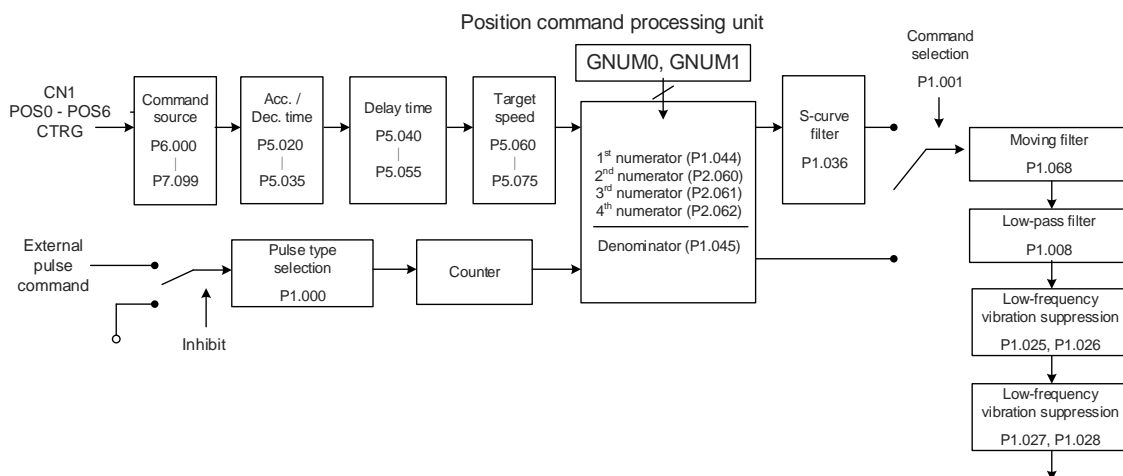 Position command processing unit
GNUM0, GNUM1
Command
selection
P1.001
CN1
POS0 - POS6
CTRG
Command
source
P6.000
P7.099
Acc. /
Dec. time
P5.020
P5.035
Delay time
P5.040
P5.055
Target
speed
P5.060
P5.075
1st numerator (P1.044)
2nd numerator (P2.060)
3rd numerator (P2.061)
4th numerator (P2.062)
Denominator (P1.045)
S-curve
filter
P1.036
Moving filter
P1.068
Low-pass filter
P1.008
Low-frequency
vibration suppression
P1.025, P1.026
Low-frequency
vibration suppression
P1.027, P1.028
External
pulse
command
Pulse type
selection
P1.000
Counter
Inhibit